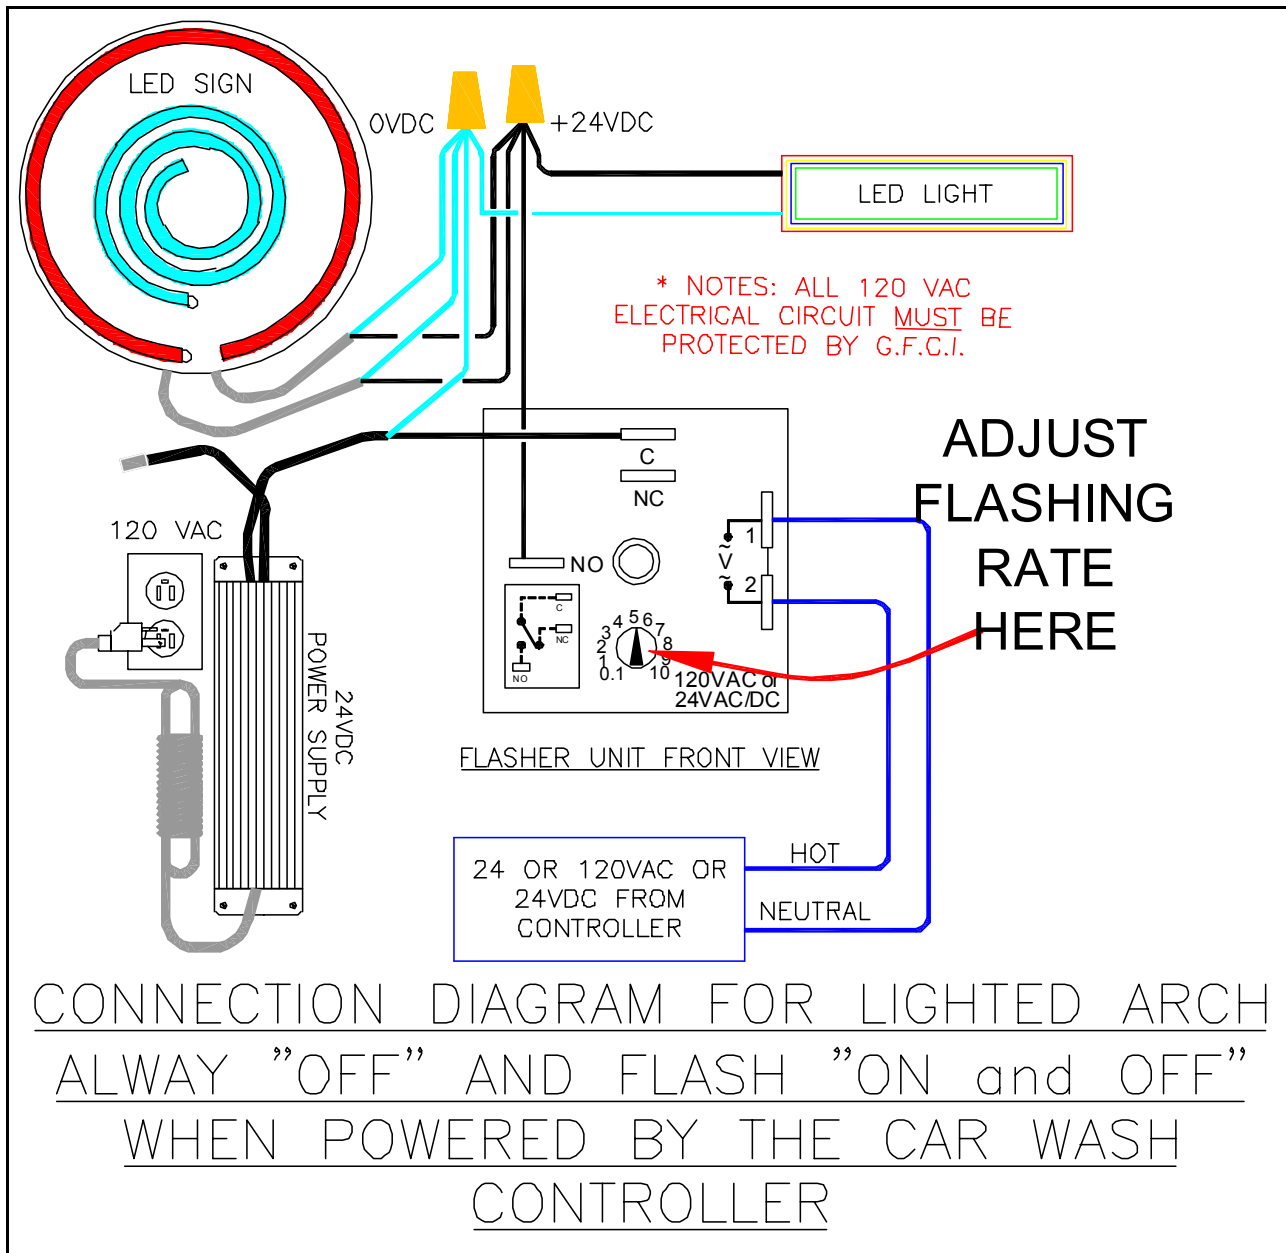 LED SIGN
0VDC
+24VDC
LED LIGHT
* NOTES: ALL 120 VAC
ELECTRICAL CIRCUIT MUST BE
PROTECTED BY G.F.C.I.
ADJUST
FLASHING
RATE
HERE
C
NC
NO
1
~
V
~
2
C
NC
NO
0.1
1
2
3
4
5
6
7
8
9
10
120VAC or
24VAC/DC
120 VAC
24VDC
POWER SUPPLY
FLASHER UNIT FRONT VIEW
24 OR 120VAC OR
24VDC FROM
CONTROLLER
HOT
NEUTRAL
CONNECTION DIAGRAM FOR LIGHTED ARCH
ALWAY "OFF" AND FLASH "ON and OFF"
WHEN POWERED BY THE CAR WASH
CONTROLLER